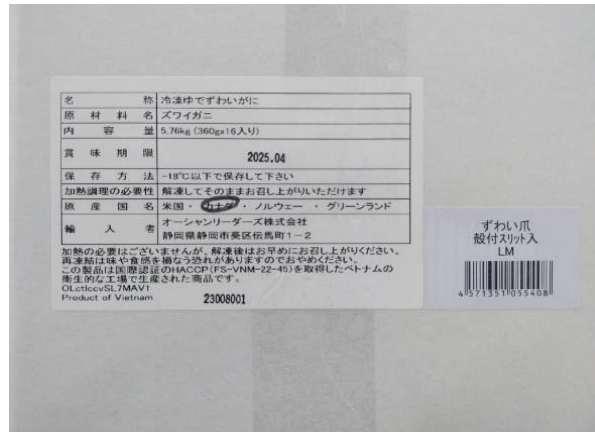 名称 冷凍ゆでずわいがに
原材料名 ズワイガニ
内容量 5.76kg (360g×16入り)
賞味期限 2025.04
保存方法 -18℃以下で保存して下さい
加熱調理の必要性 解凍してそのままお召し上がりいただけます
原産国名 米国・カナダ・ノルウェー・グリーンランド
輸入者 オーシャンリーダーズ株式会社
静岡県静岡市葵区伝馬町1-2
加熱の必要はございませんが、解凍後はお早めにお召し上がりください。
再凍結は味や食感を損なう恐れがありますのでおやめください。
この製品は国際認証のHACCP(FS-VNM-22-45)を取得したベトナムの
衛生的な工場で生産された商品です。
OLctlccvSL7MAV1
Product of Vietnam 23008001
ずわい爪
殻付スリット入
LM
4571351055408